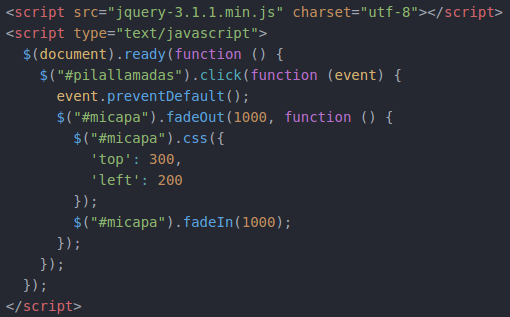 <script src="jquery-3.1.1.min.js" charset="utf-8"></script>
<script type="text/javascript">
  $(document).ready(function () {
    $("#pilallamadas").click(function (event) {
      event.preventDefault();
      $("#micapa").fadeOut(1000, function () {
        $("#micapa").css({
          'top': 300,
          'left': 200
        });
        $("#micapa").fadeIn(1000);
      });
    });
  });
</script>